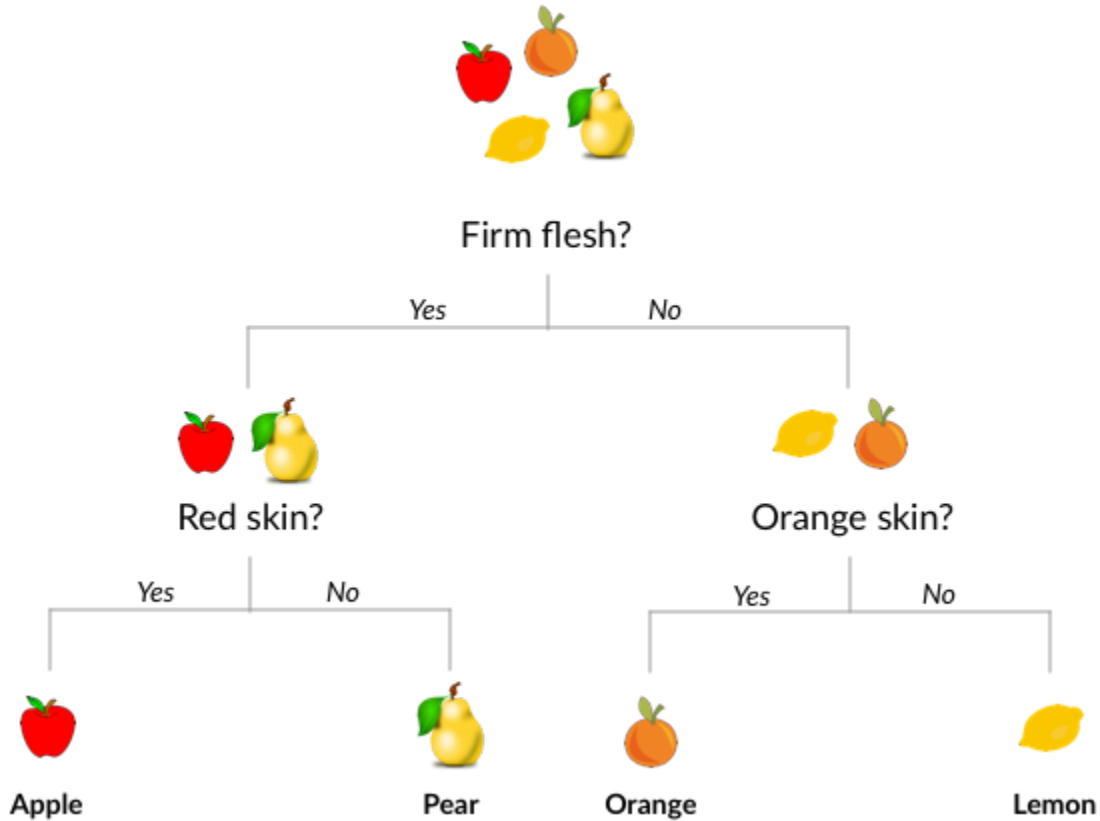 Firm flesh?
Yes
No
Red skin?
Orange skin?
Yes
No
Yes
No
Apple
Pear
Orange
Lemon